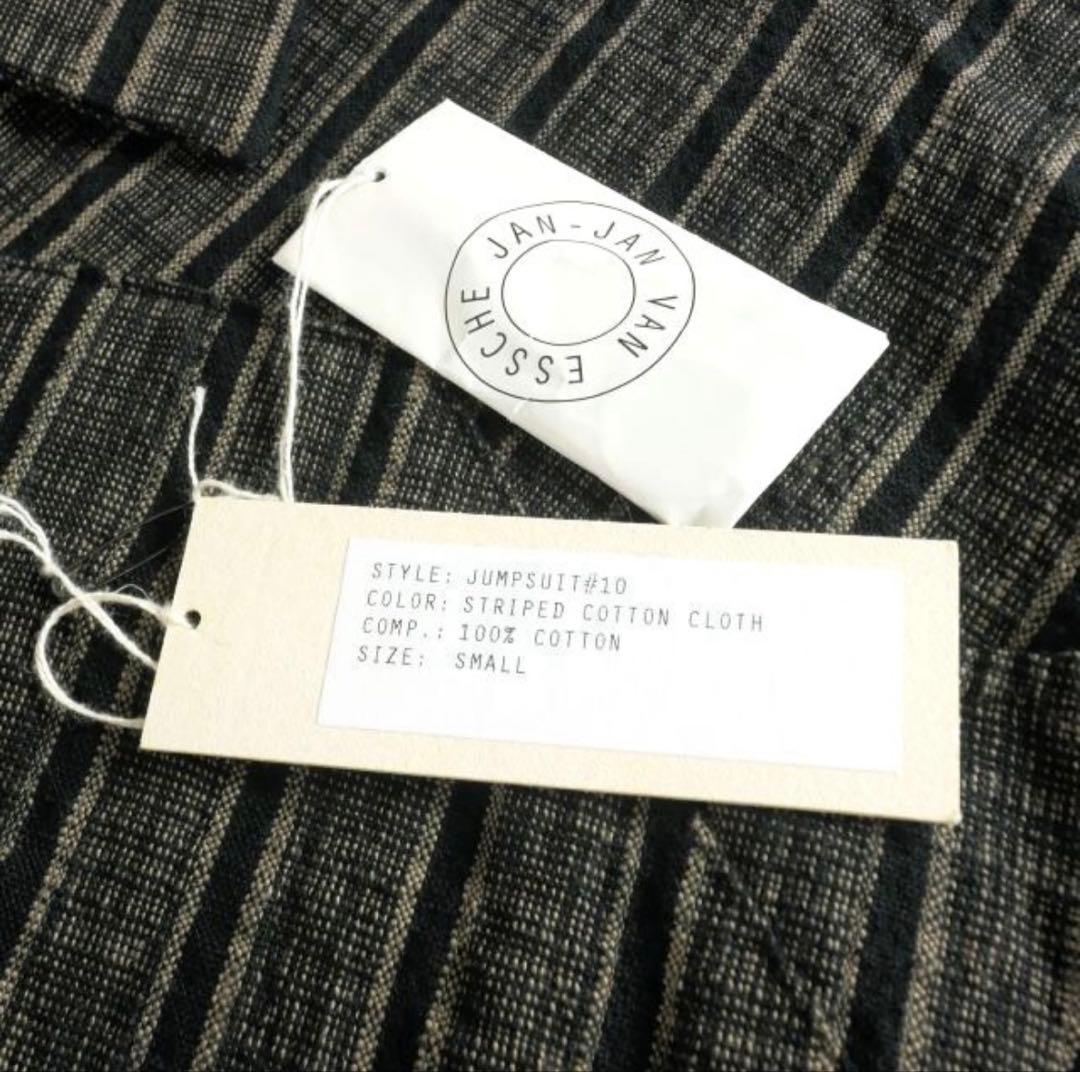 JAN-JAN VAN ESSCHE
STYLE: JUMPSUIT#10
COLOR: STRIPED COTTON CLOTH
COMP.: 100% COTTON
SIZE: SMALL